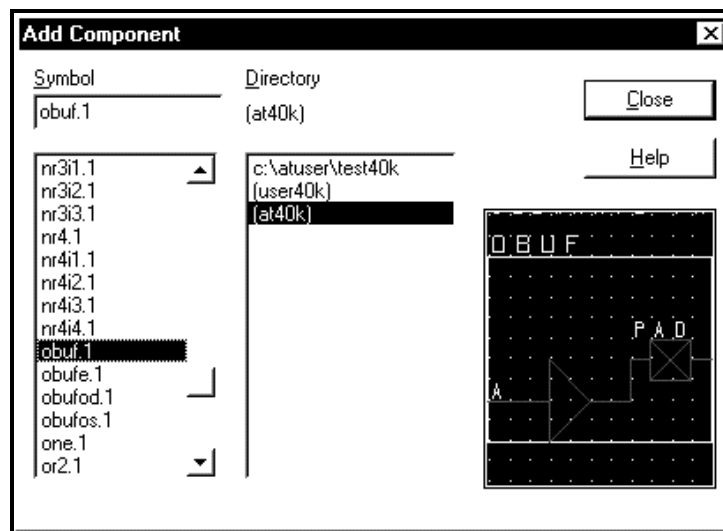 Add Component
Symbol
obuf.1
nr3i1.1
nr3i2.1
nr3i3.1
nr4.1
nr4i1.1
nr4i2.1
nr4i3.1
nr4i4.1
obuf.1
obufe.1
obufod.1
obufos.1
one.1
or2.1
Directory
(at40k)
c:\atuser\test40k
(user40k)
(at40k)
Close
Help
OBUF
PAD
A